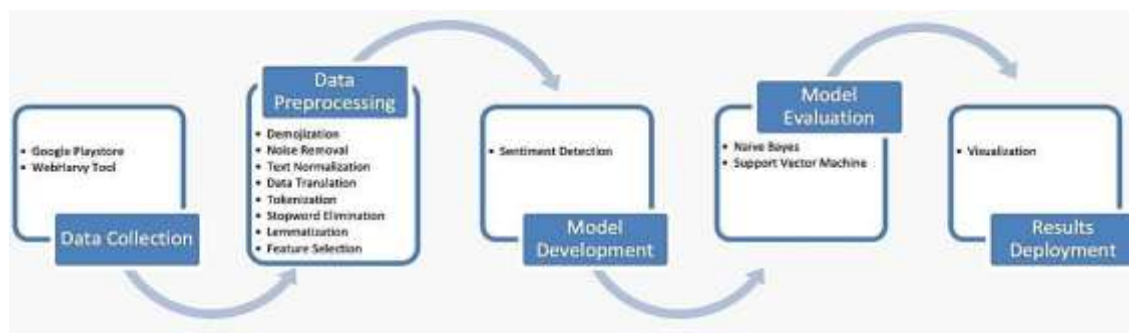 • Google Playstore
• WebHarvy Tool
Data Collection
Data
Preprocessing
• Demojization
• Noise Removal
• Text Normalization
• Data Translation
• Tokenization
• Stopword Elimination
• Lemmatization
• Feature Selection
• Sentiment Detection
Model
Development
Model
Evaluation
• Naive Bayes
• Support Vector Machine
• Visualization
Results
Deployment